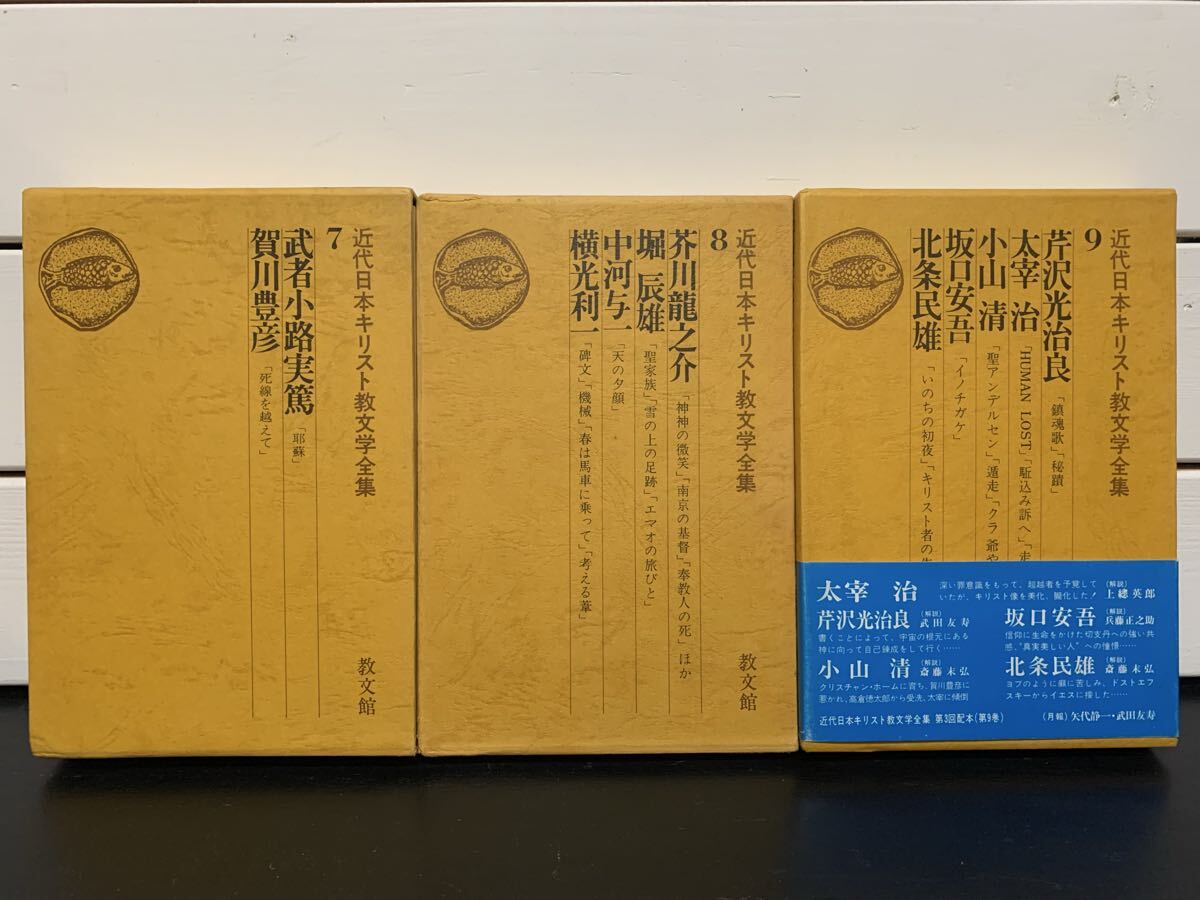 近代日本キリスト教文学全集
7
武者小路実篤 「耶蘇」
賀川豊彦 「死線を越えて」
近代日本キリスト教文学全集
8
芥川龍之介 「神神の微笑」「南京の基督」「奉教人の死」ほか
堀 辰雄 「聖家族」「雪の上の足跡」「エマオの旅びと」
中河与一 「天の夕顔」
横光利一 「碑文」「機械」「春は馬車に乗って」「考える葦」
教文館
近代日本キリスト教文学全集
9
芹沢光治良 「鎮魂歌」「秘蹟」
太宰 治 「HUMAN LOST」「駈込み訴へ」「走
小山 清 「聖アンデルセン」「遁走」「クラ 爺や
坂口安吾 「イノチガケ」
北条民雄 「いのちの初夜」「キリスト者の
太宰 治 深い罪意識をもって、超越者を予覚して
いたが、キリスト像を美化、臓化した! (解説)上總英郎
芹沢光治良 (解説)武田友寿
書くことによって、宇宙の根元にある
神に向って自己錬成をして行く……
小山 清 (解説)斎藤末弘
クリスチャン・ホームに育ち、賀川豊彦に
惹かれ、高倉徳太郎から受洗、太宰に傾倒
坂口安吾 (解説)兵藤正之助
信仰に生命をかけた切支丹への強い共
感、“真実美しい人”への憧憬……
北条民雄 (解説)斎藤末弘
ヨブのように癩に苦しみ、ドストエフ
スキーからイエスに接した……
近代日本キリスト教文学全集 第3回配本(第9巻)
(月報)矢代静一・武田友寿